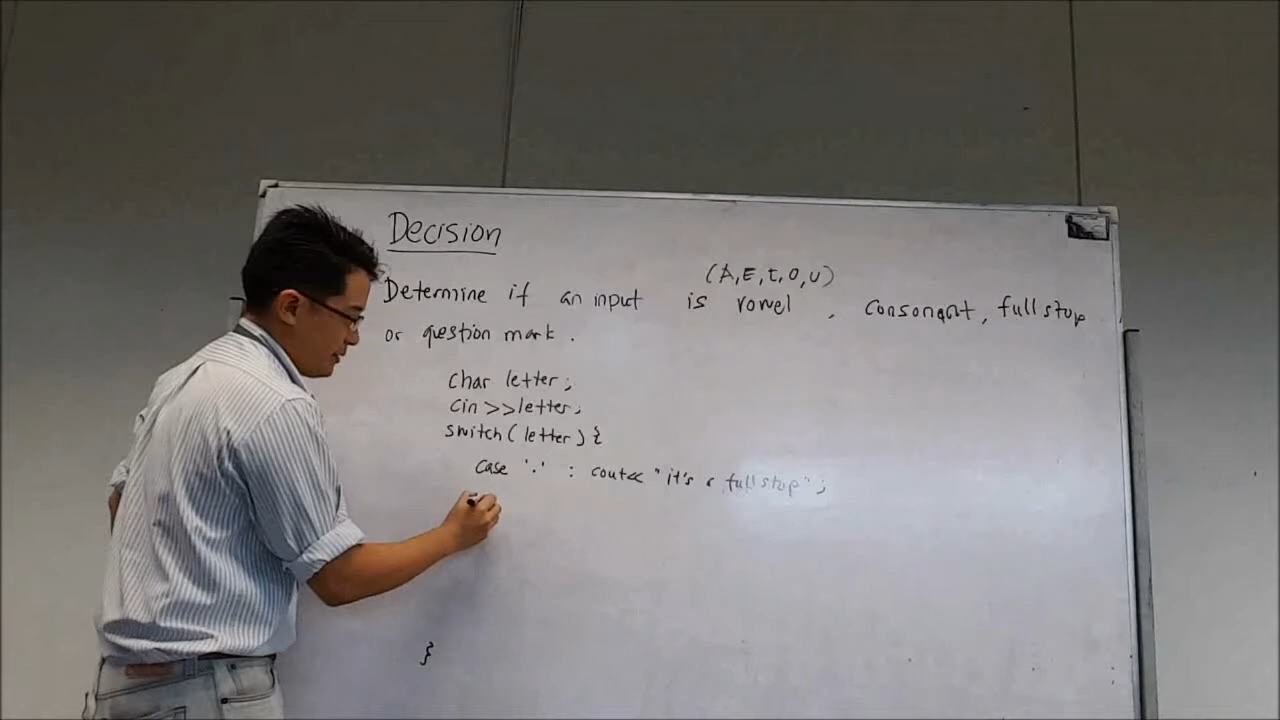 Decision
(A,E,I,O,U)
Determine if an input is vowel , consonant, full stop
or question mark .
char letter;
cin>>letter;
switch(letter){
case '.' : cout<< "it's a full stop" ;
}